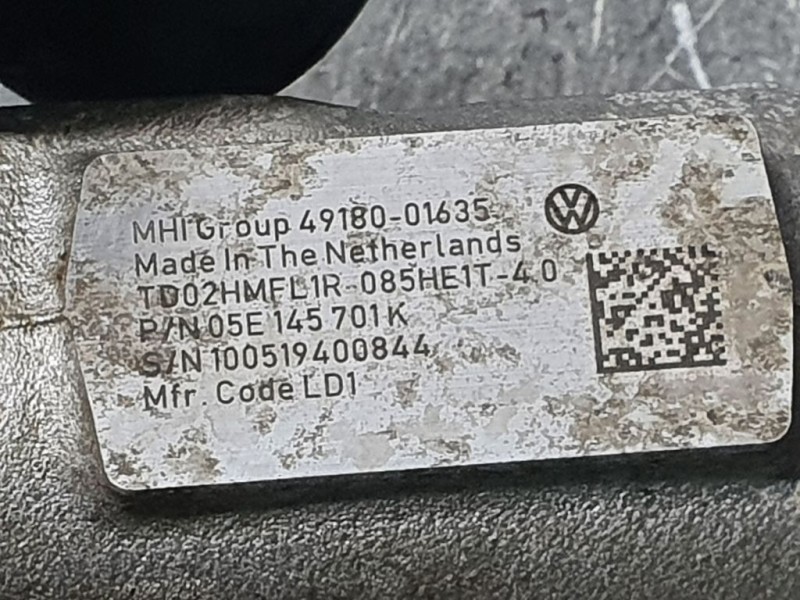 MHI Group 49180-01635
Made In The Netherlands
TD02HMFL1R-085HE1T-4.0
P/N 05E 145 701 K
S/N 100519400844
Mfr. Code LD1